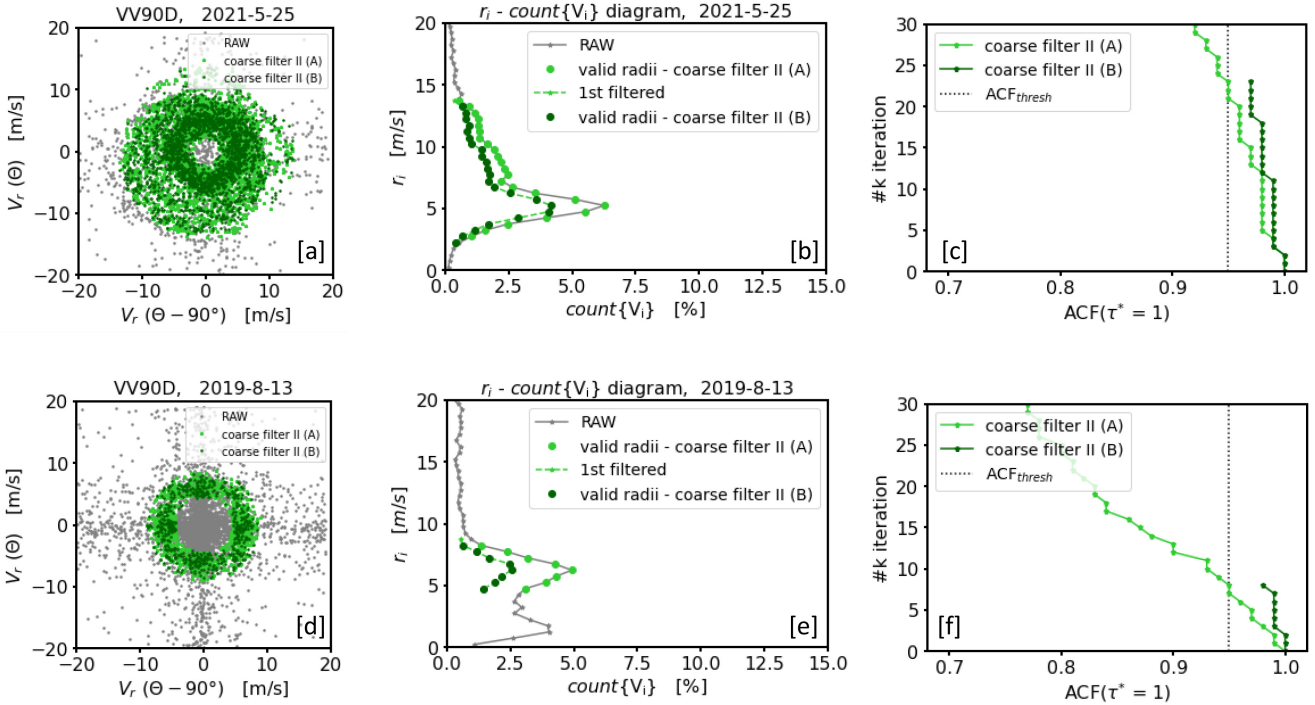 VV90D, 2021-5-25
RAW
coarse filter II (A)
coarse filter II (B)
20
10
0
−10
−20
V_r (Θ) [m/s]
−20 −10 0 10 20
V_r (Θ − 90°) [m/s]
[a]
r_i - count{V_i} diagram, 2021-5-25
RAW
valid radii - coarse filter II (A)
1st filtered
valid radii - coarse filter II (B)
20
15
10
5
0
r_i [m/s]
0.0 2.5 5.0 7.5 10.0 12.5 15.0
count{V_i} [%]
[b]
coarse filter II (A)
coarse filter II (B)
ACF_thresh
30
25
20
15
10
5
0
#k iteration
0.7 0.8 0.9 1.0
ACF(τ* = 1)
[c]
VV90D, 2019-8-13
RAW
coarse filter II (A)
coarse filter II (B)
20
10
0
−10
−20
V_r (Θ) [m/s]
−20 −10 0 10 20
V_r (Θ − 90°) [m/s]
[d]
r_i - count{V_i} diagram, 2019-8-13
RAW
valid radii - coarse filter II (A)
1st filtered
valid radii - coarse filter II (B)
20
15
10
5
0
r_i [m/s]
0.0 2.5 5.0 7.5 10.0 12.5 15.0
count{V_i} [%]
[e]
coarse filter II (A)
coarse filter II (B)
ACF_thresh
30
25
20
15
10
5
0
#k iteration
0.7 0.8 0.9 1.0
ACF(τ* = 1)
[f]